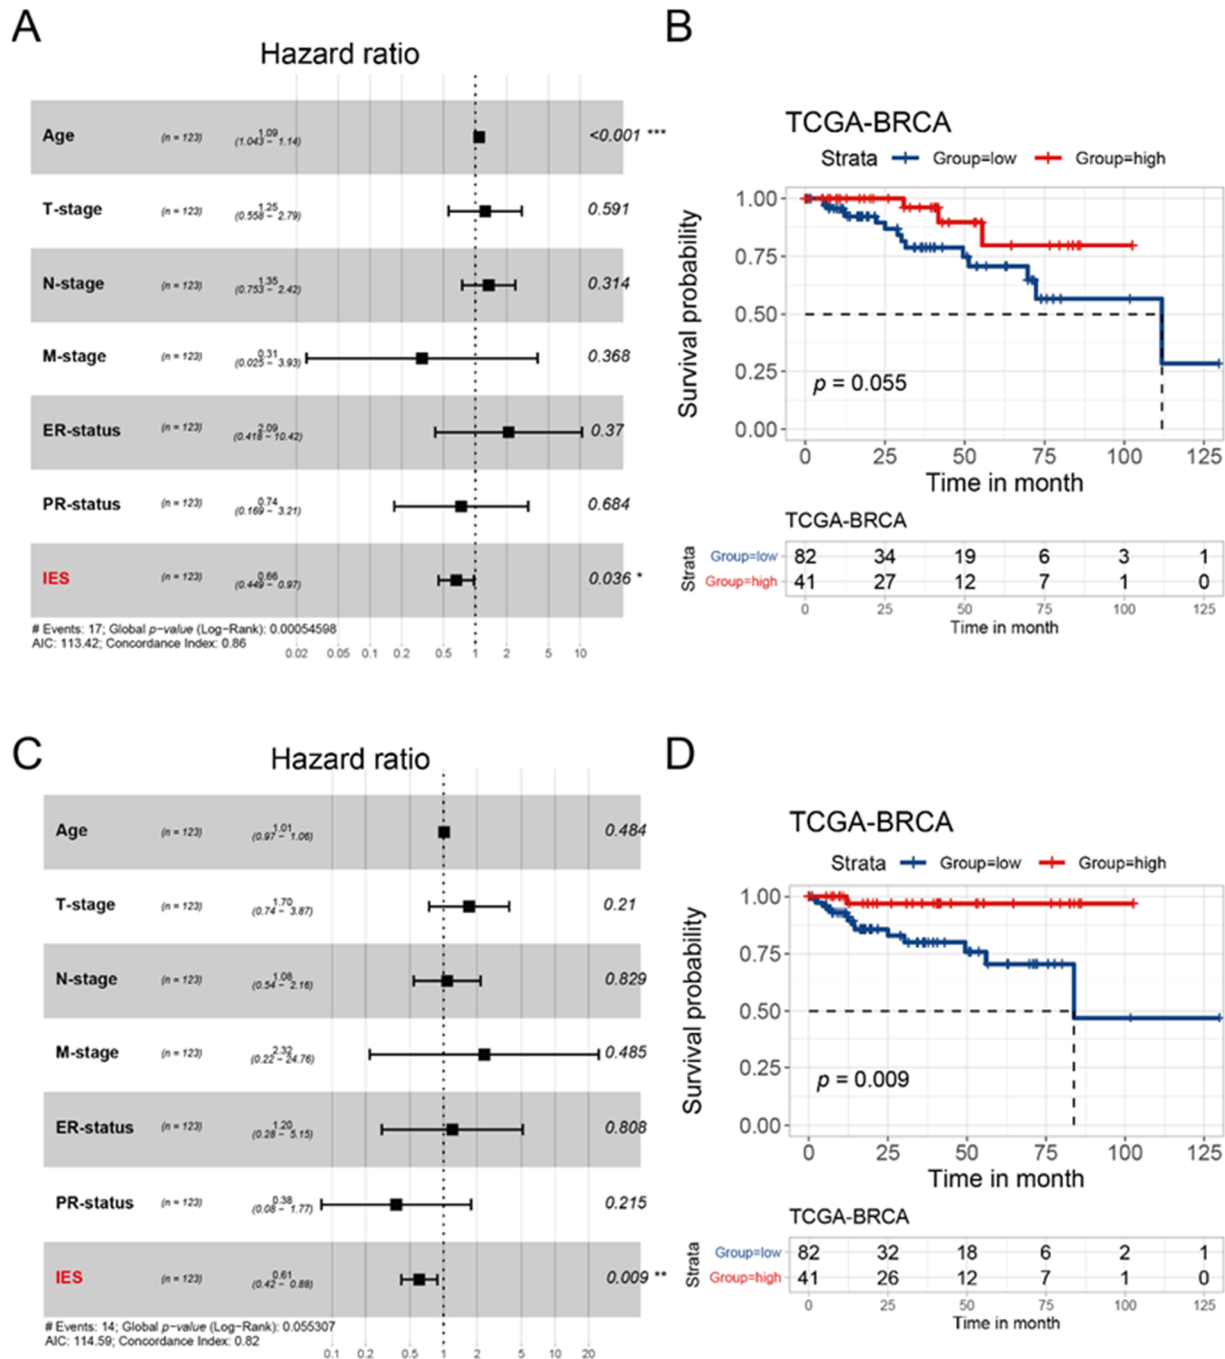 A
Hazard ratio
Age (n = 123) 1.09 (1.043 − 1.14) <0.001 ***
T-stage (n = 123) 1.25 (0.558 − 2.79) 0.591
N-stage (n = 123) 1.35 (0.753 − 2.42) 0.314
M-stage (n = 123) 0.31 (0.025 − 3.93) 0.368
ER-status (n = 123) 2.09 (0.418 − 10.42) 0.37
PR-status (n = 123) 0.74 (0.169 − 3.21) 0.684
IES (n = 123) 0.66 (0.449 − 0.97) 0.036 *
# Events: 17; Global p−value (Log−Rank): 0.00054598
AIC: 113.42; Concordance Index: 0.86
0.02 0.05 0.1 0.2 0.5 1 2 5 10
B
TCGA-BRCA
Strata Group=low Group=high
Survival probability
1.00
0.75
0.50
0.25
0.00
p = 0.055
0 25 50 75 100 125
Time in month
TCGA-BRCA
Strata
Group=low 82 34 19 6 3 1
Group=high 41 27 12 7 1 0
0 25 50 75 100 125
Time in month
C
Hazard ratio
Age (n = 123) 1.01 (0.97 − 1.06) 0.484
T-stage (n = 123) 1.70 (0.74 − 3.87) 0.21
N-stage (n = 123) 1.08 (0.54 − 2.16) 0.829
M-stage (n = 123) 2.32 (0.22 − 24.76) 0.485
ER-status (n = 123) 1.20 (0.28 − 5.15) 0.808
PR-status (n = 123) 0.38 (0.08 − 1.77) 0.215
IES (n = 123) 0.61 (0.42 − 0.88) 0.009 **
# Events: 14; Global p−value (Log−Rank): 0.055307
AIC: 114.59; Concordance Index: 0.82
0.1 0.2 0.5 1 2 5 10 20
D
TCGA-BRCA
Strata Group=low Group=high
Survival probability
1.00
0.75
0.50
0.25
0.00
p = 0.009
0 25 50 75 100 125
Time in month
TCGA-BRCA
Strata
Group=low 82 32 18 6 2 1
Group=high 41 26 12 7 1 0
0 25 50 75 100 125
Time in month